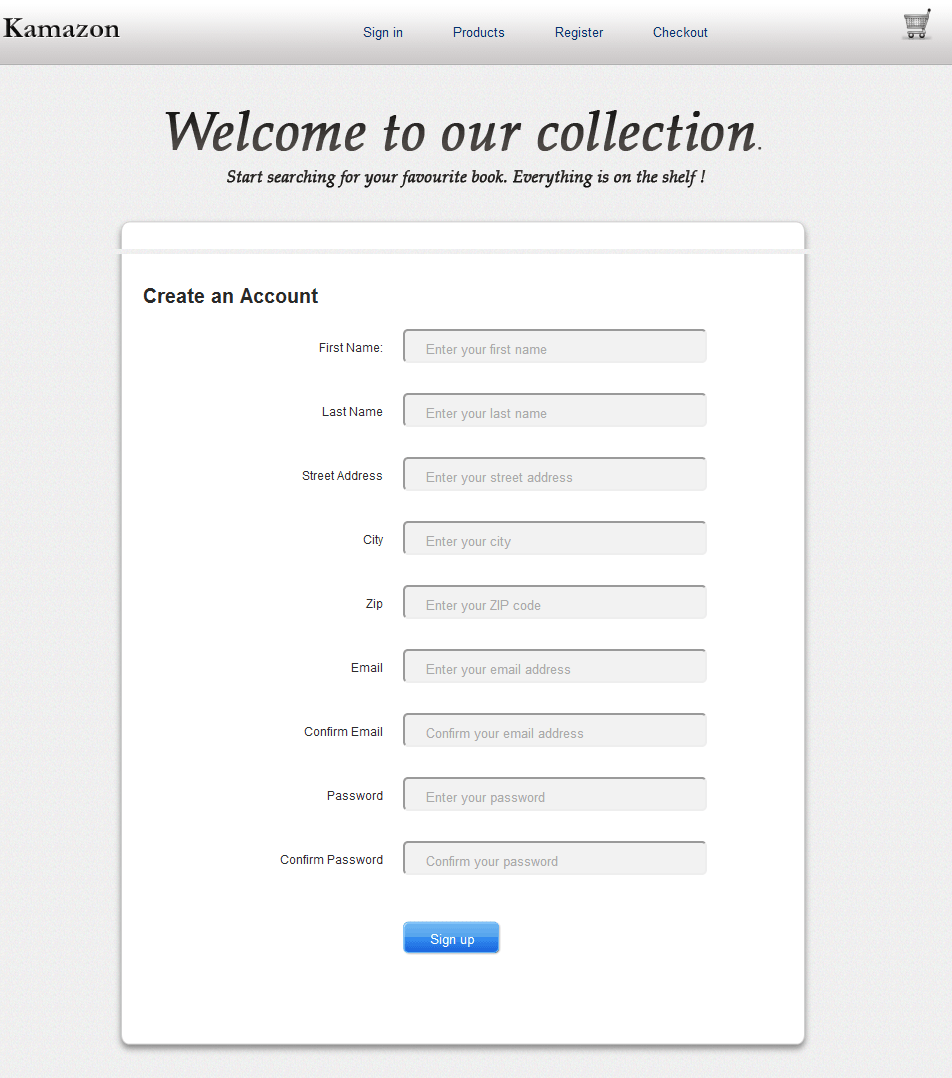 Kamazon
Sign in Products Register Checkout
Welcome to our collection.
Start searching for your favourite book. Everything is on the shelf !
Create an Account
First Name: Enter your first name
Last Name Enter your last name
Street Address Enter your street address
City Enter your city
Zip Enter your ZIP code
Email Enter your email address
Confirm Email Confirm your email address
Password Enter your password
Confirm Password Confirm your password
Sign up